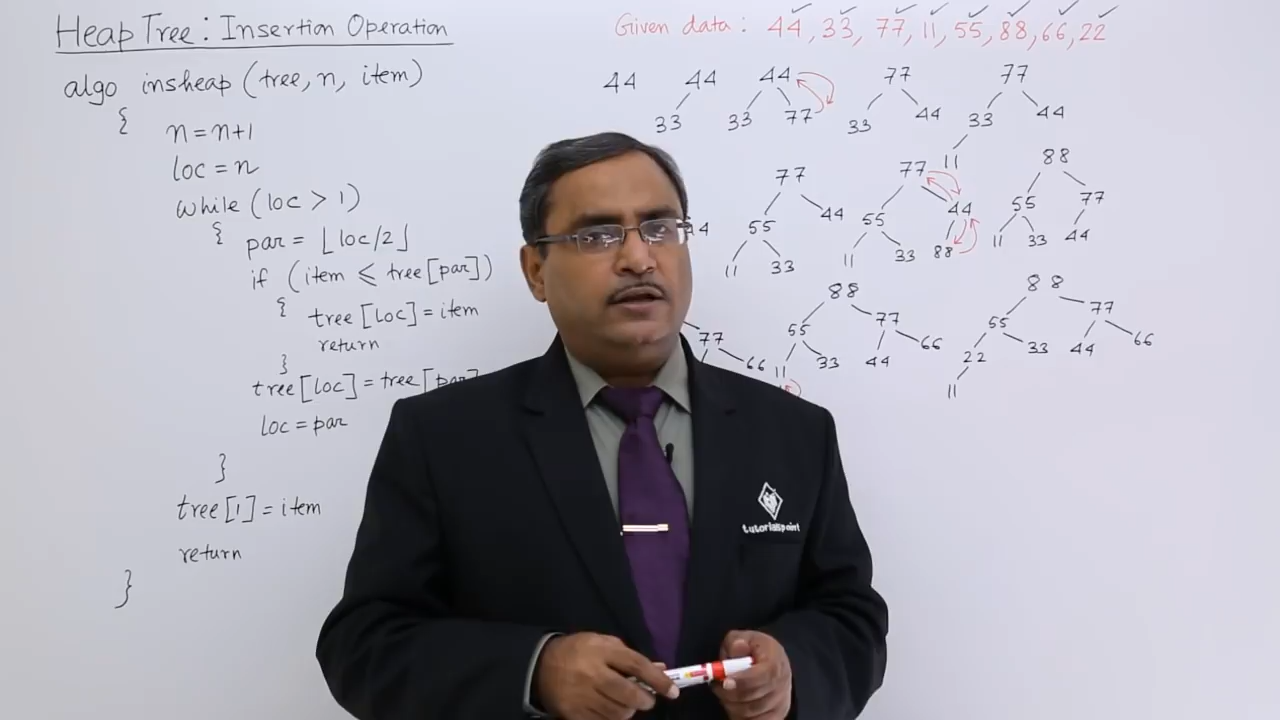 Heap Tree : Insertion Operation
algo insheap (tree, n, item)
{
n = n+1
loc = n
while (loc > 1)
{ par = ⌊loc/2⌋
if (item ≤ tree[par])
{ tree[loc] = item
return
}
tree[loc] = tree[par
loc = par
}
tree[1] = item
return
}
Given data : 44, 33, 77, 11, 55, 88, 66, 22
44 44 44 77 77
33 33 77 33 44 33 44
11
77 77 88
44 55 44 55 44 55 77
11 33 11 33 88 11 33 44
88 88
77 55 77 55 77
66 11 33 44 66 22 33 44 66
11
tutorialspoint